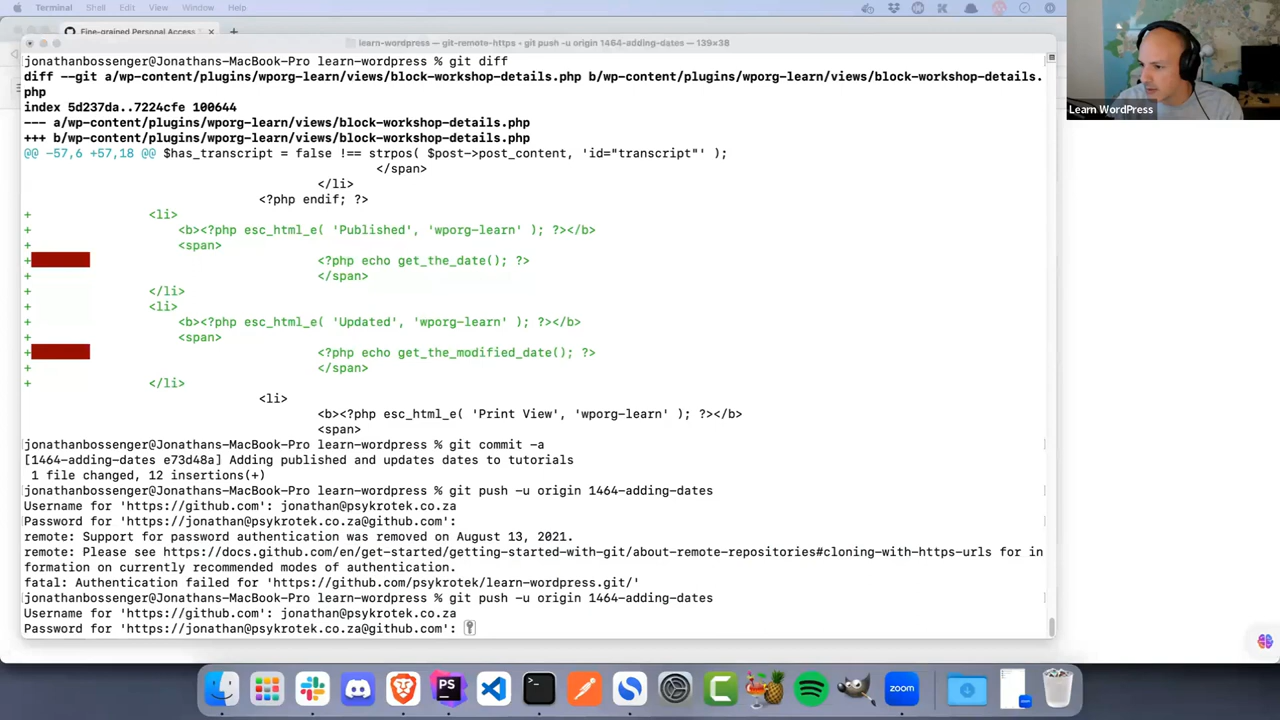 Terminal Shell Edit View Window Help
Fine-grained Personal Access
learn-wordpress — git-remote-https • git push -u origin 1464-adding-dates — 139×38
jonathanbossenger@Jonathans-MacBook-Pro learn-wordpress % git diff
diff --git a/wp-content/plugins/wporg-learn/views/block-workshop-details.php b/wp-content/plugins/wporg-learn/views/block-workshop-details.
php
index 5d237da..7224cfe 100644
--- a/wp-content/plugins/wporg-learn/views/block-workshop-details.php
+++ b/wp-content/plugins/wporg-learn/views/block-workshop-details.php
@@ -57,6 +57,18 @@ $has_transcript = false !== strpos( $post->post_content, 'id="transcript"' );
</span>
</li>
<?php endif; ?>
+ <li>
+ <b><?php esc_html_e( 'Published', 'wporg-learn' ); ?></b>
+ <span>
+ <?php echo get_the_date(); ?>
+ </span>
+ </li>
+ <li>
+ <b><?php esc_html_e( 'Updated', 'wporg-learn' ); ?></b>
+ <span>
+ <?php echo get_the_modified_date(); ?>
+ </span>
+ </li>
<li>
<b><?php esc_html_e( 'Print View', 'wporg-learn' ); ?></b>
<span>
jonathanbossenger@Jonathans-MacBook-Pro learn-wordpress % git commit -a
[1464-adding-dates e73d48a] Adding published and updates dates to tutorials
1 file changed, 12 insertions(+)
jonathanbossenger@Jonathans-MacBook-Pro learn-wordpress % git push -u origin 1464-adding-dates
Username for 'https://github.com': jonathan@psykrotek.co.za
Password for 'https://jonathan@psykrotek.co.za@github.com':
remote: Support for password authentication was removed on August 13, 2021.
remote: Please see https://docs.github.com/en/get-started/getting-started-with-git/about-remote-repositories#cloning-with-https-urls for in
formation on currently recommended modes of authentication.
fatal: Authentication failed for 'https://github.com/psykrotek/learn-wordpress.git/'
jonathanbossenger@Jonathans-MacBook-Pro learn-wordpress % git push -u origin 1464-adding-dates
Username for 'https://github.com': jonathan@psykrotek.co.za
Password for 'https://jonathan@psykrotek.co.za@github.com':
Learn WordPress
PS
zoom